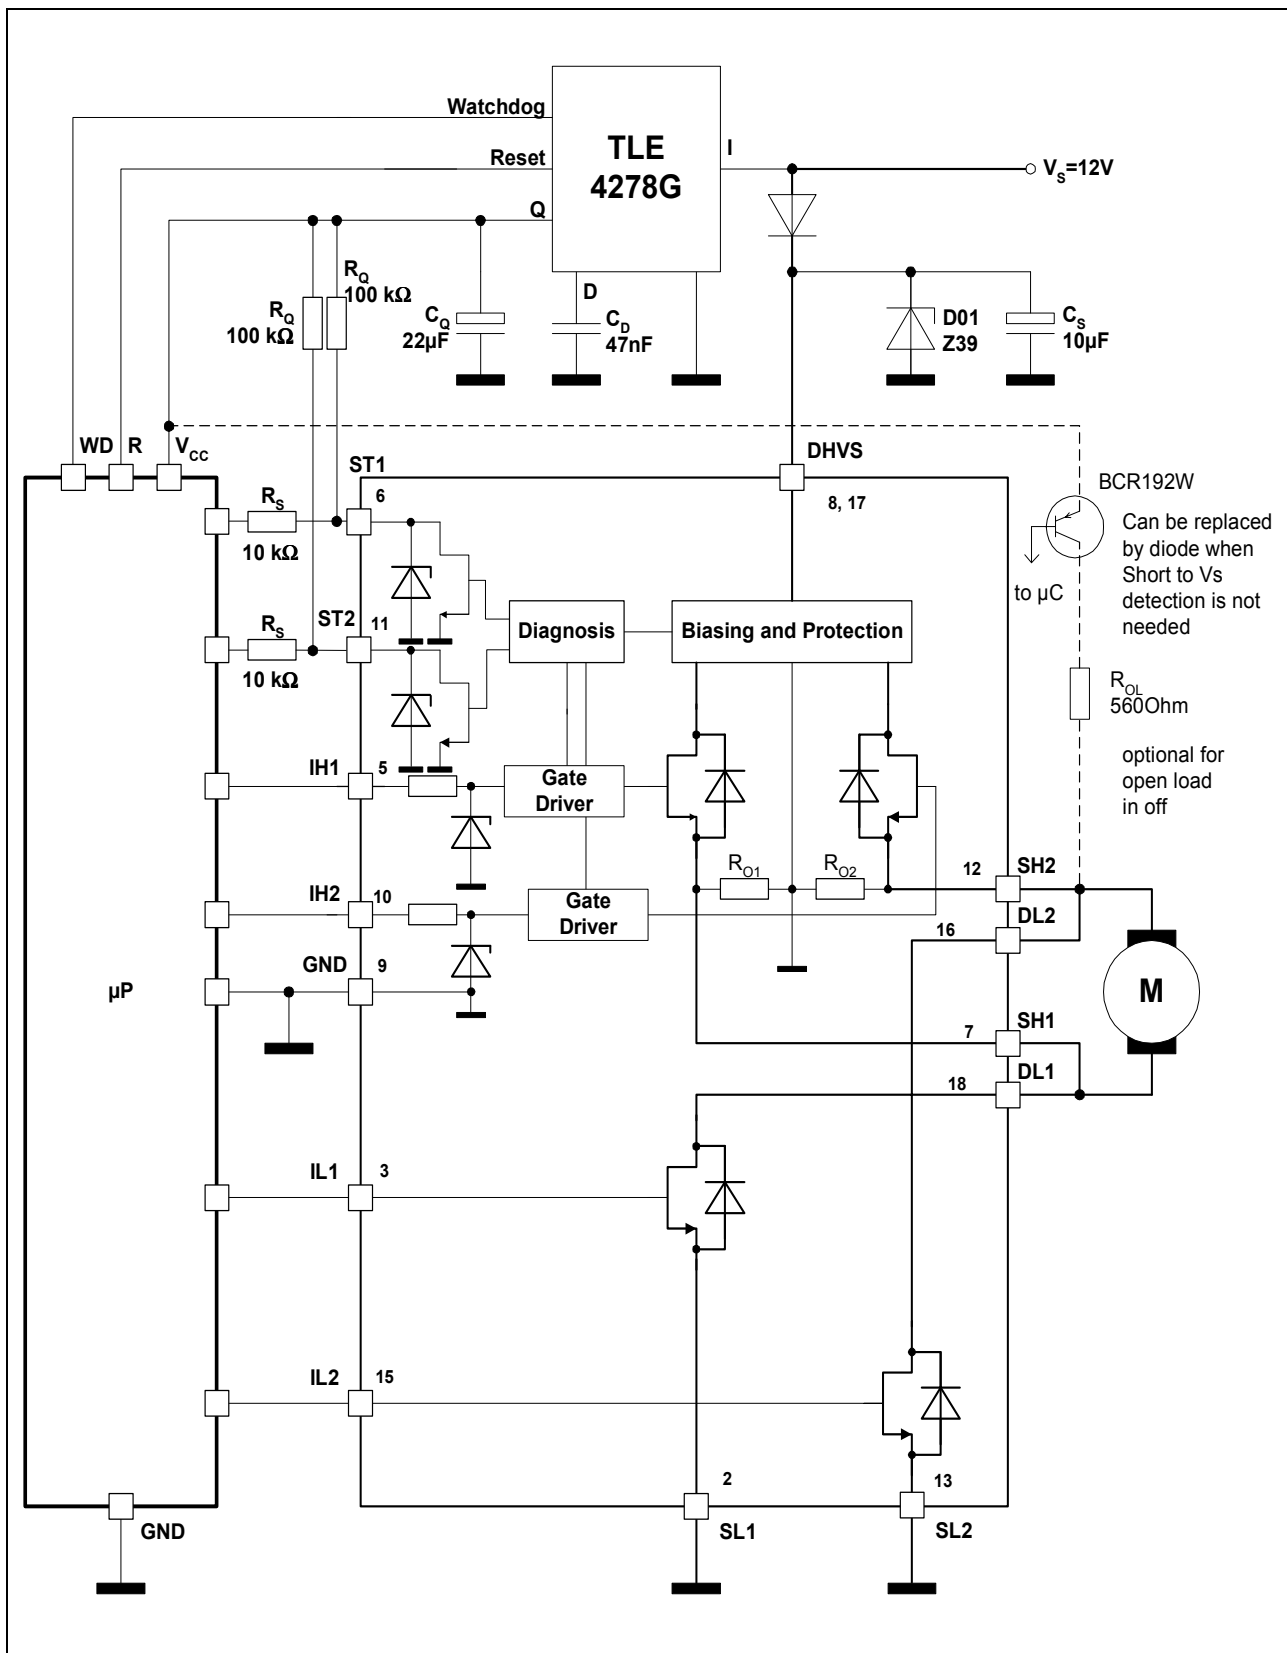 Watchdog
TLE
4278G
I
Reset
V_S=12V
Q
D
R_Q
100 kΩ
R_Q
100 kΩ
C_Q
22µF
C_D
47nF
D01
Z39
C_S
10µF
WD
R
V_CC
ST1
DHVS
6
8, 17
BCR192W
R_S
10 kΩ
Can be replaced
by diode when
Short to Vs
detection is not
needed
to µC
ST2
11
R_S
10 kΩ
Diagnosis
Biasing and Protection
R_OL
560Ohm
optional for
open load
in off
IH1
5
Gate
Driver
R_O1
R_O2
12
SH2
IH2
10
Gate
Driver
DL2
16
GND
9
µP
M
SH1
7
DL1
18
IL1
3
IL2
15
2
13
SL1
SL2
GND